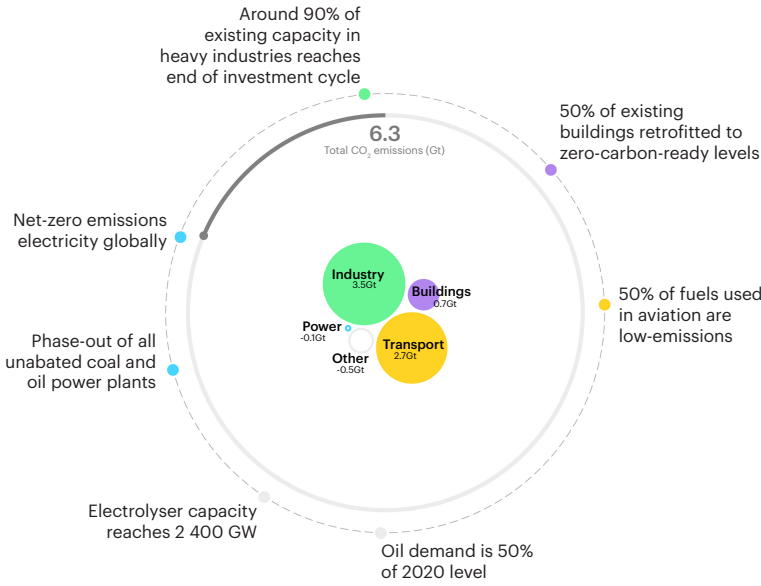 Around 90% of
existing capacity in
heavy industries reaches
end of investment cycle
50% of existing
buildings retrofitted to
zero-carbon-ready levels
6.3
Total CO₂ emissions (Gt)
Net-zero emissions
electricity globally
Industry
3.5Gt
Buildings
0.7Gt
50% of fuels used
in aviation are
low-emissions
Power
-0.1Gt
Transport
2.7Gt
Other
-0.5Gt
Phase-out of all
unabated coal and
oil power plants
Electrolyser capacity
reaches 2 400 GW
Oil demand is 50%
of 2020 level